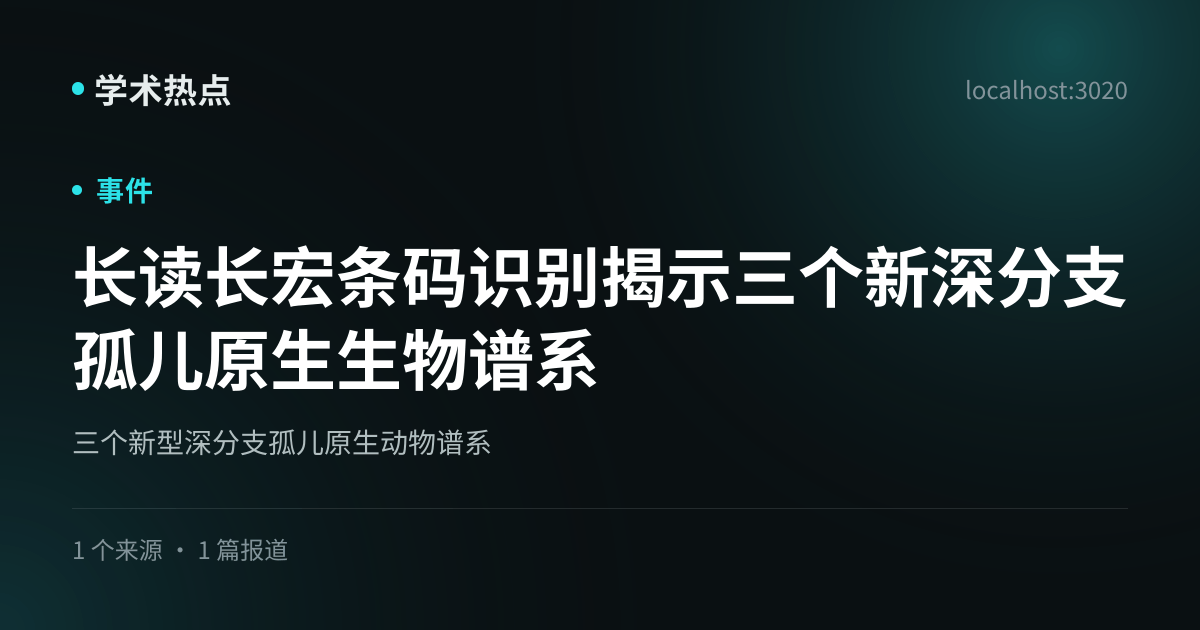 学术热点
localhost:3020
事件
长读长宏条码识别揭示三个新深分支
孤儿原生生物谱系
三个新型深分支孤儿原生动物谱系
1 个来源 · 1 篇报道